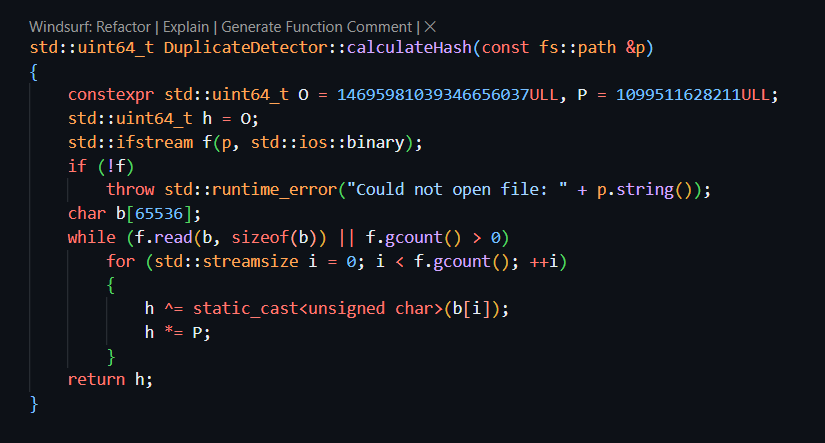 Windsurf: Refactor | Explain | Generate Function Comment | ×
std::uint64_t DuplicateDetector::calculateHash(const fs::path &p)
{
    constexpr std::uint64_t O = 14695981039346656037ULL, P = 1099511628211ULL;
    std::uint64_t h = O;
    std::ifstream f(p, std::ios::binary);
    if (!f)
        throw std::runtime_error("Could not open file: " + p.string());
    char b[65536];
    while (f.read(b, sizeof(b)) || f.gcount() > 0)
        for (std::streamsize i = 0; i < f.gcount(); ++i)
        {
            h ^= static_cast<unsigned char>(b[i]);
            h *= P;
        }
    return h;
}